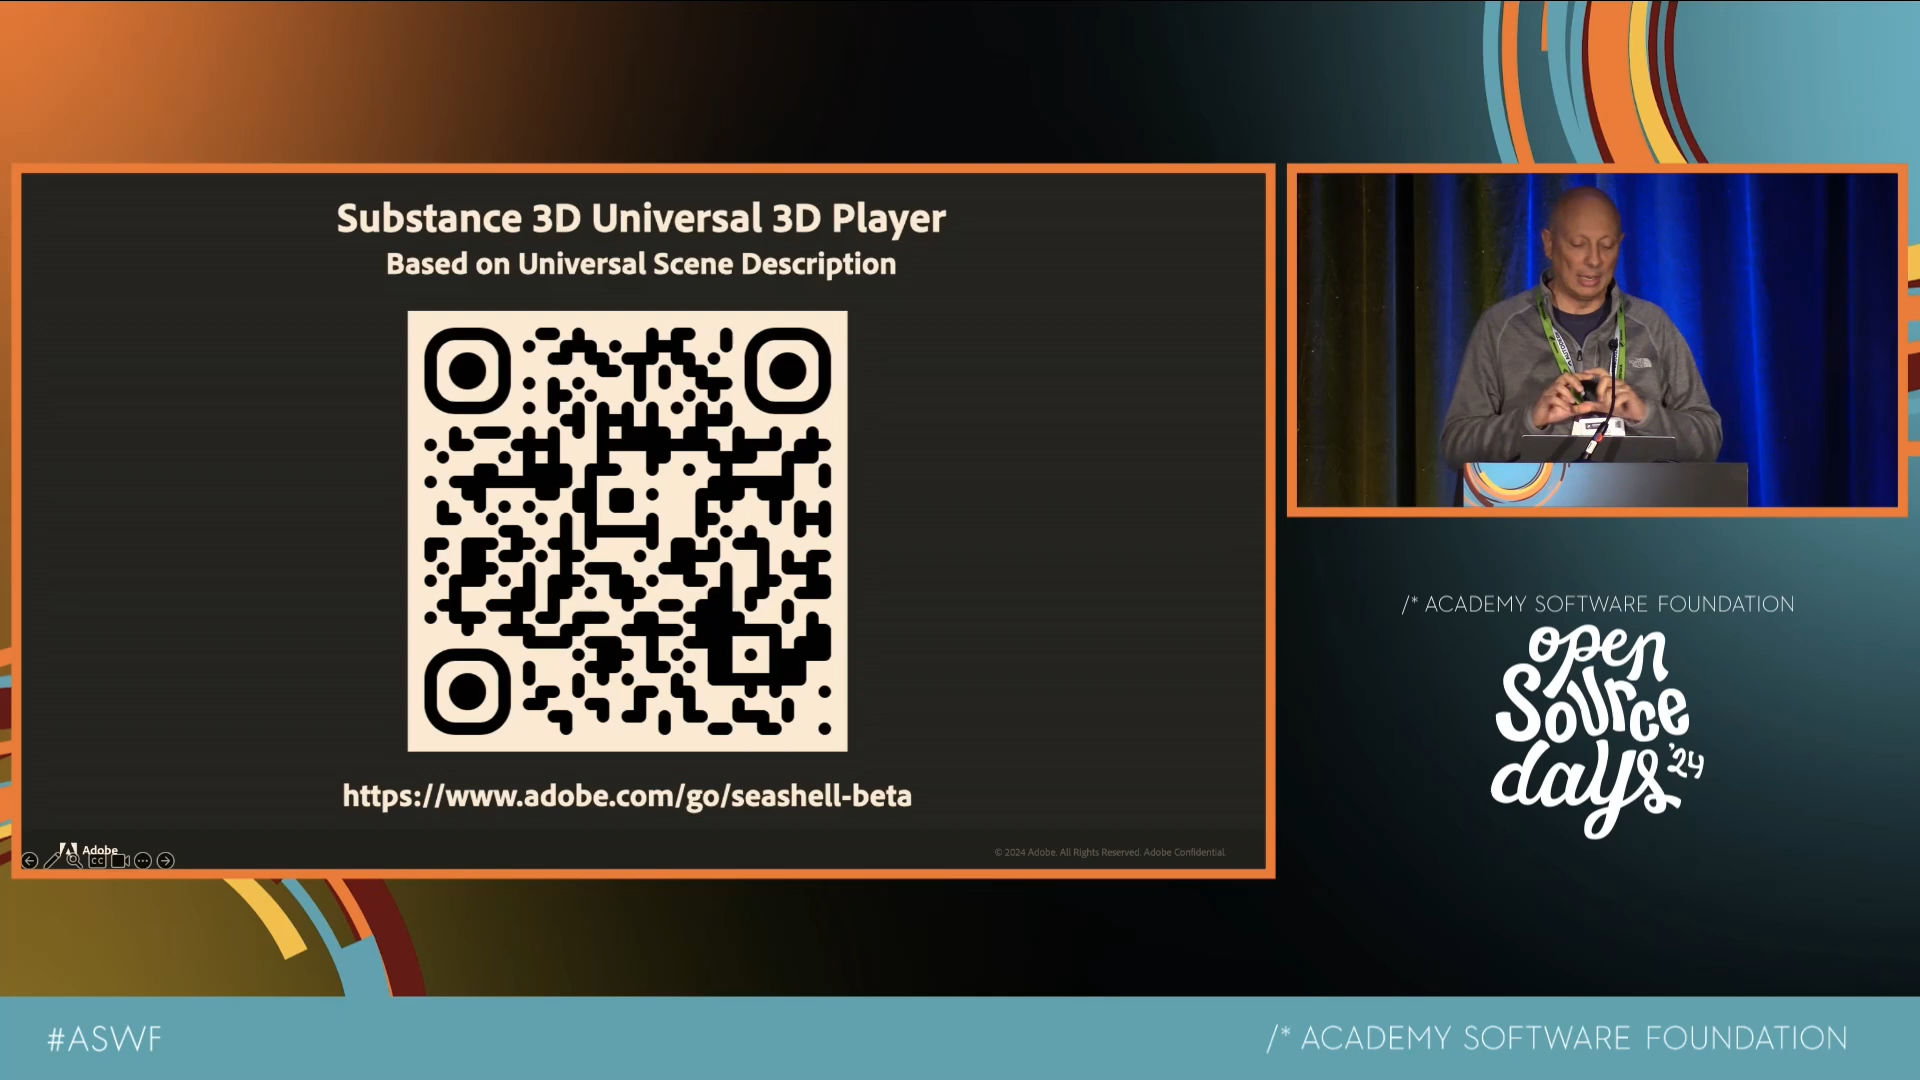 Substance 3D Universal 3D Player
Based on Universal Scene Description
https://www.adobe.com/go/seashell-beta
Adobe
CC
© 2024 Adobe. All Rights Reserved. Adobe Confidential.
/* ACADEMY SOFTWARE FOUNDATION
open
Source
days '24
#ASWF
/* ACADEMY SOFTWARE FOUNDATION